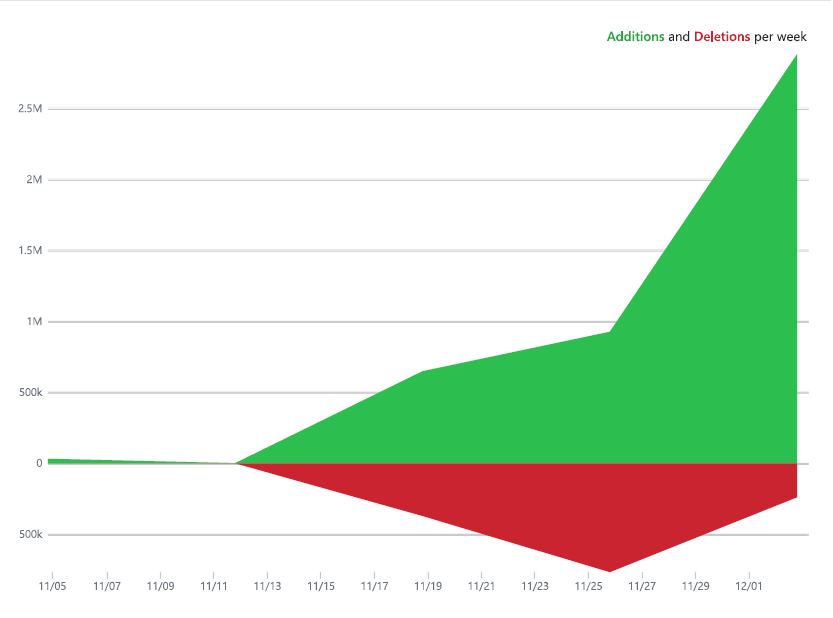 Additions and Deletions per week
2.5M
2M
1.5M
1M
500k
0
500k
11/05 11/07 11/09 11/11 11/13 11/15 11/17 11/19 11/21 11/23 11/25 11/27 11/29 12/01